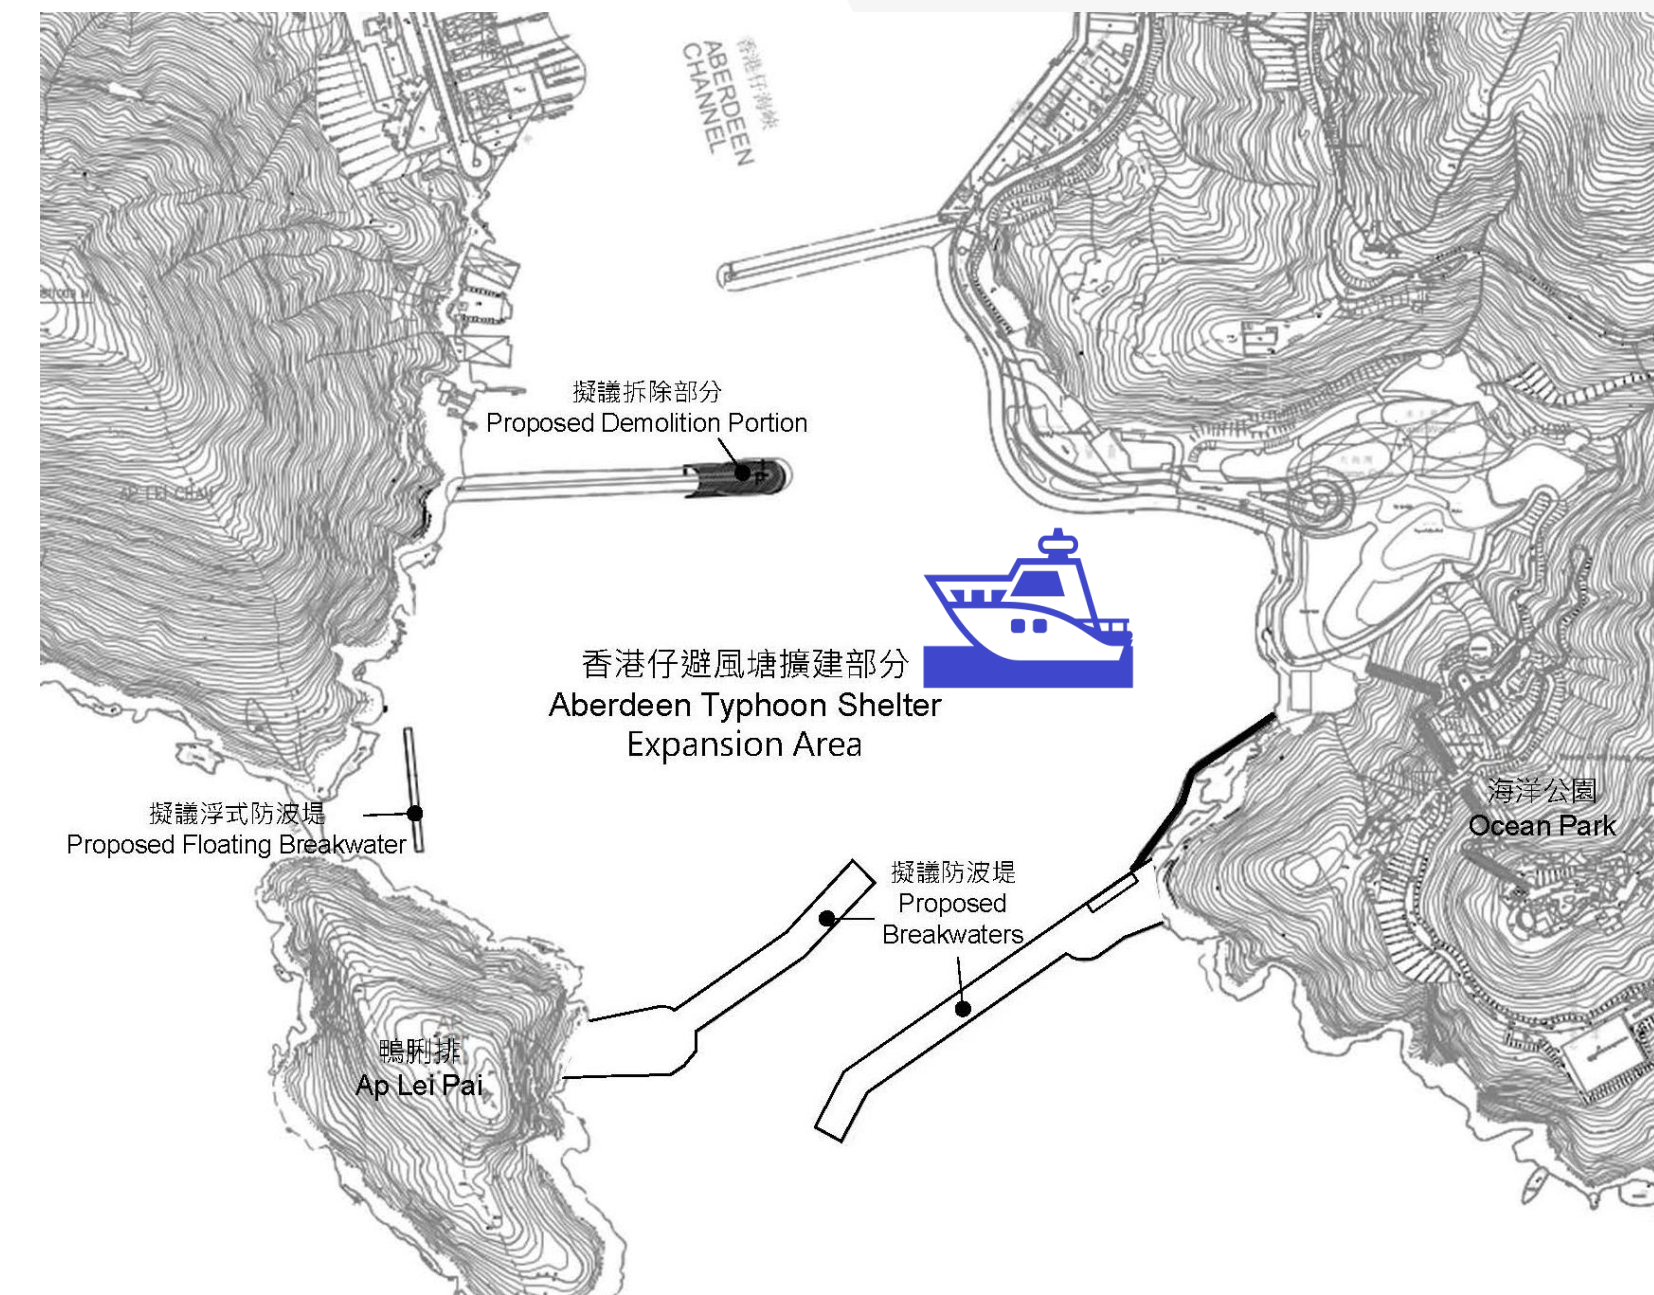 香港仔海峽
ABERDEEN
CHANNEL
擬議拆除部分
Proposed Demolition Portion
AP LEI CHAU
香港仔避風塘擴建部分
Aberdeen Typhoon Shelter
Expansion Area
擬議浮式防波堤
Proposed Floating Breakwater
擬議防波堤
Proposed
Breakwaters
海洋公園
Ocean Park
鴨脷排
Ap Lei Pai